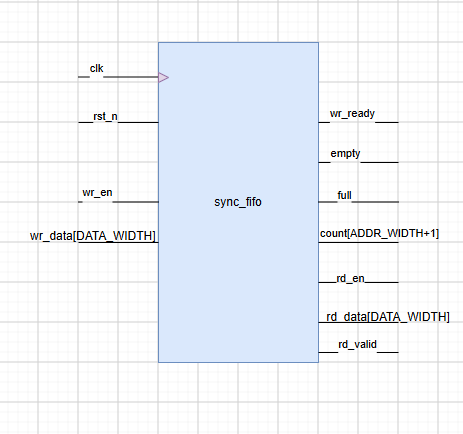 clk
rst_n
wr_en
wr_data[DATA_WIDTH]
sync_fifo
wr_ready
empty
full
count[ADDR_WIDTH+1]
rd_en
rd_data[DATA_WIDTH]
rd_valid